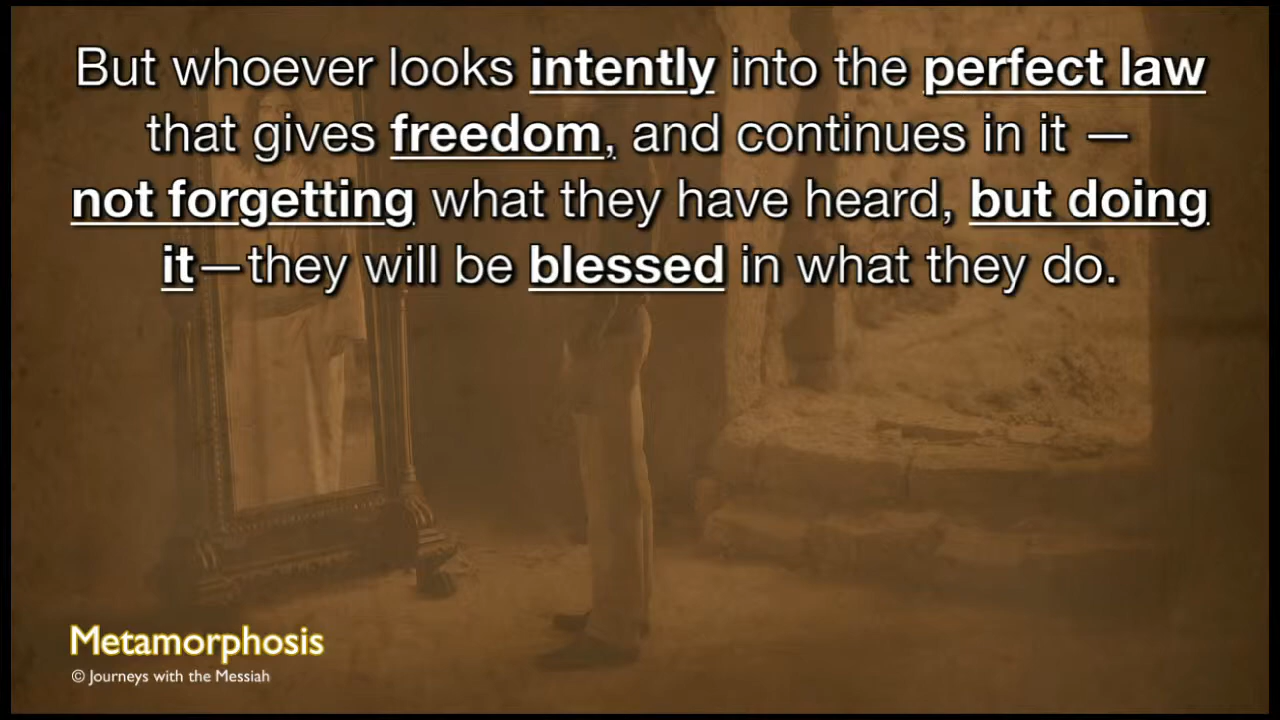 But whoever looks intently into the perfect law
that gives freedom, and continues in it —
not forgetting what they have heard, but doing
it—they will be blessed in what they do.
Metamorphosis
© Journeys with the Messiah